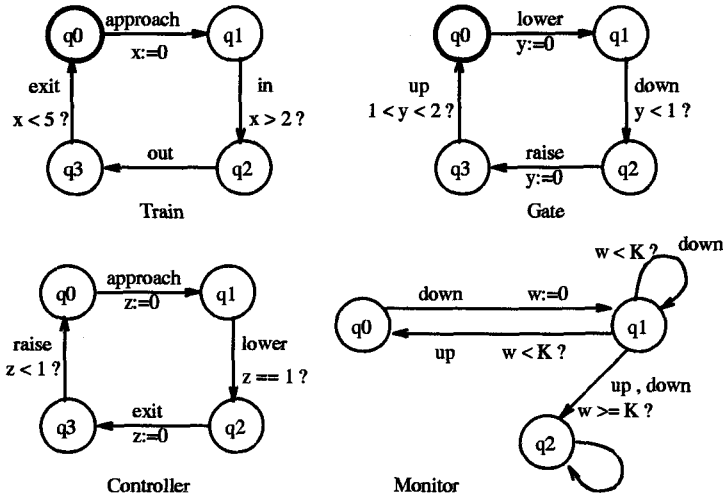 approach
lower
q0 x:=0 q1
q0 y:=0 q1
exit in
up down
x < 5 ? x > 2 ?
1 < y < 2 ? y < 1 ?
out
raise
q3 q2
q3 y:=0 q2
Train
Gate
approach
q0 z:=0 q1
raise lower
z < 1 ? z == 1 ?
exit
q3 z:=0 q2
Controller
w < K ? down
down w:=0
q0 q1
up w < K ?
up , down
w >= K ?
q2
Monitor